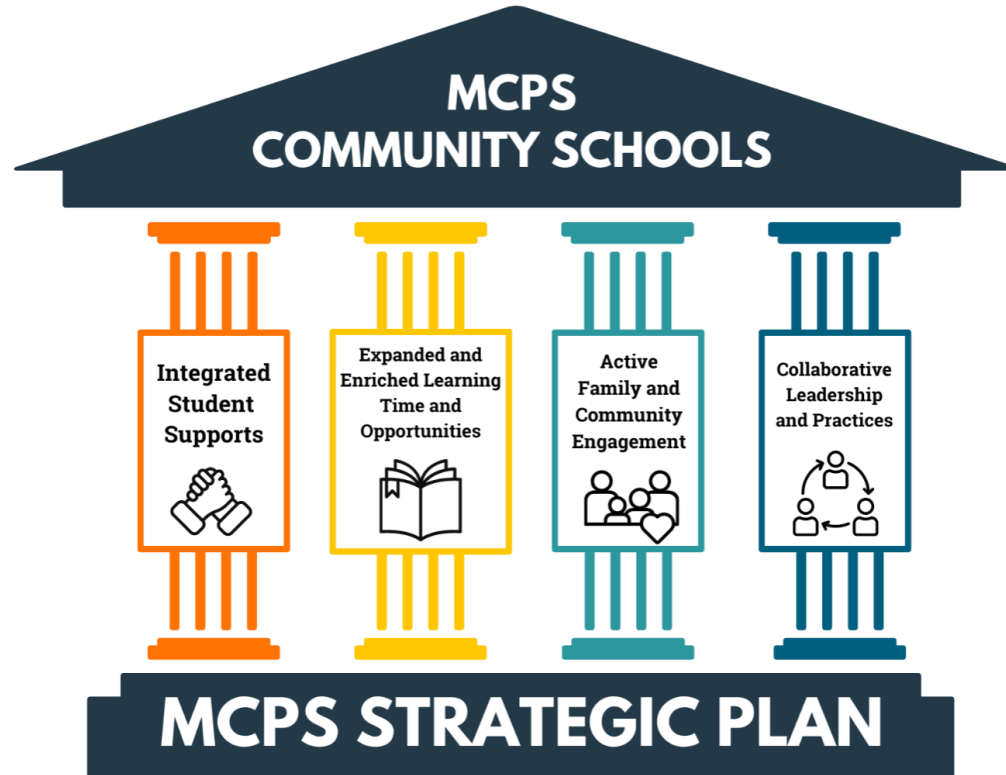 MCPS
COMMUNITY SCHOOLS
Integrated
Student
Supports
Expanded and
Enriched Learning
Time and
Opportunities
Active
Family and
Community
Engagement
Collaborative
Leadership
and Practices
MCPS STRATEGIC PLAN